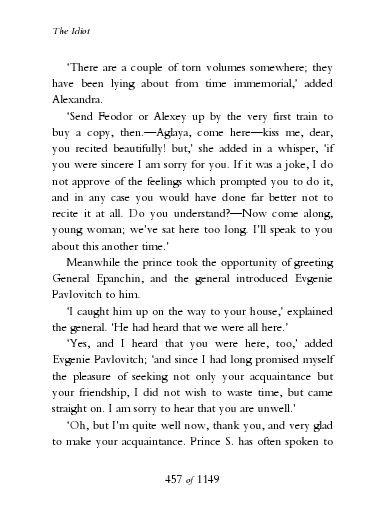 The Idiot
‘There are a couple of torn volumes somewhere; they
have been lying about from time immemorial,’ added
Alexandra.
‘Send Feodor or Alexey up by the very first train to
buy a copy, then.—Aglaya, come here—kiss me, dear,
you recited beautifully! but,’ she added in a whisper, ‘if
you were sincere I am sorry for you. If it was a joke, I do
not approve of the feelings which prompted you to do it,
and in any case you would have done far better not to
recite it at all. Do you understand?—Now come along,
young woman; we’ve sat here too long. I’ll speak to you
about this another time.’
Meanwhile the prince took the opportunity of greeting
General Epanchin, and the general introduced Evgenie
Pavlovitch to him.
‘I caught him up on the way to your house,’ explained
the general. ‘He had heard that we were all here.’
‘Yes, and I heard that you were here, too,’ added
Evgenie Pavlovitch; ‘and since I had long promised myself
the pleasure of seeking not only your acquaintance but
your friendship, I did not wish to waste time, but came
straight on. I am sorry to hear that you are unwell.’
‘Oh, but I’m quite well now, thank you, and very glad
to make your acquaintance. Prince S. has often spoken to
457 of 1149